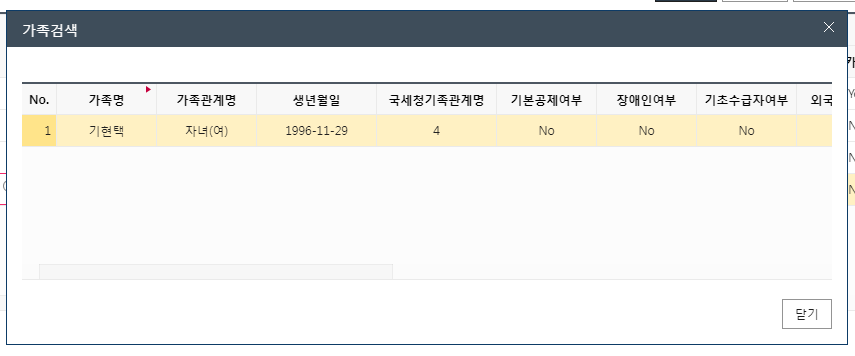 가족검색
No. 가족명 가족관계명 생년월일 국세청기족관계명 기본공제여부 장애인여부 기초수급자여부 외국
1 기현택 자녀(여) 1996-11-29 4 No No No
닫기